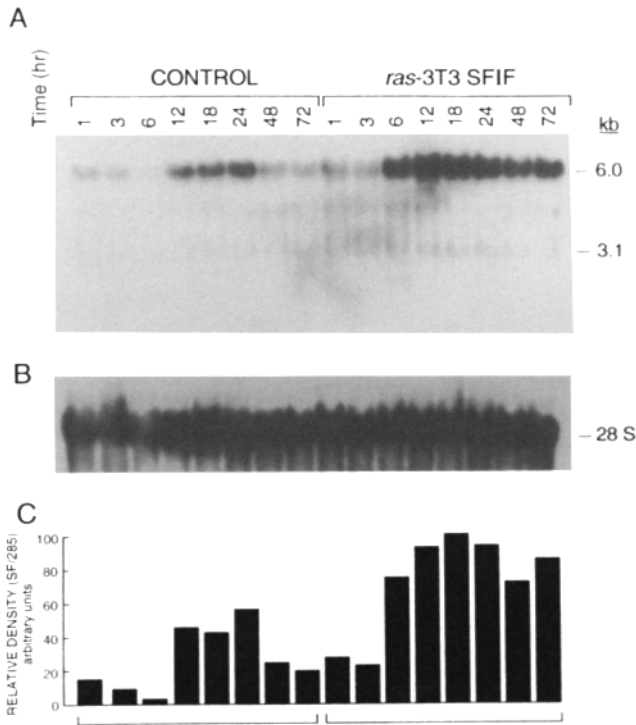 A
Time (hr)
CONTROL
ras-3T3 SFIF
1 3 6 12 18 24 48 72 1 3 6 12 18 24 48 72
kb
6.0
3.1
B
28 S
C
RELATIVE DENSITY (SF/285)
arbitrary units
100
80
60
40
20
0